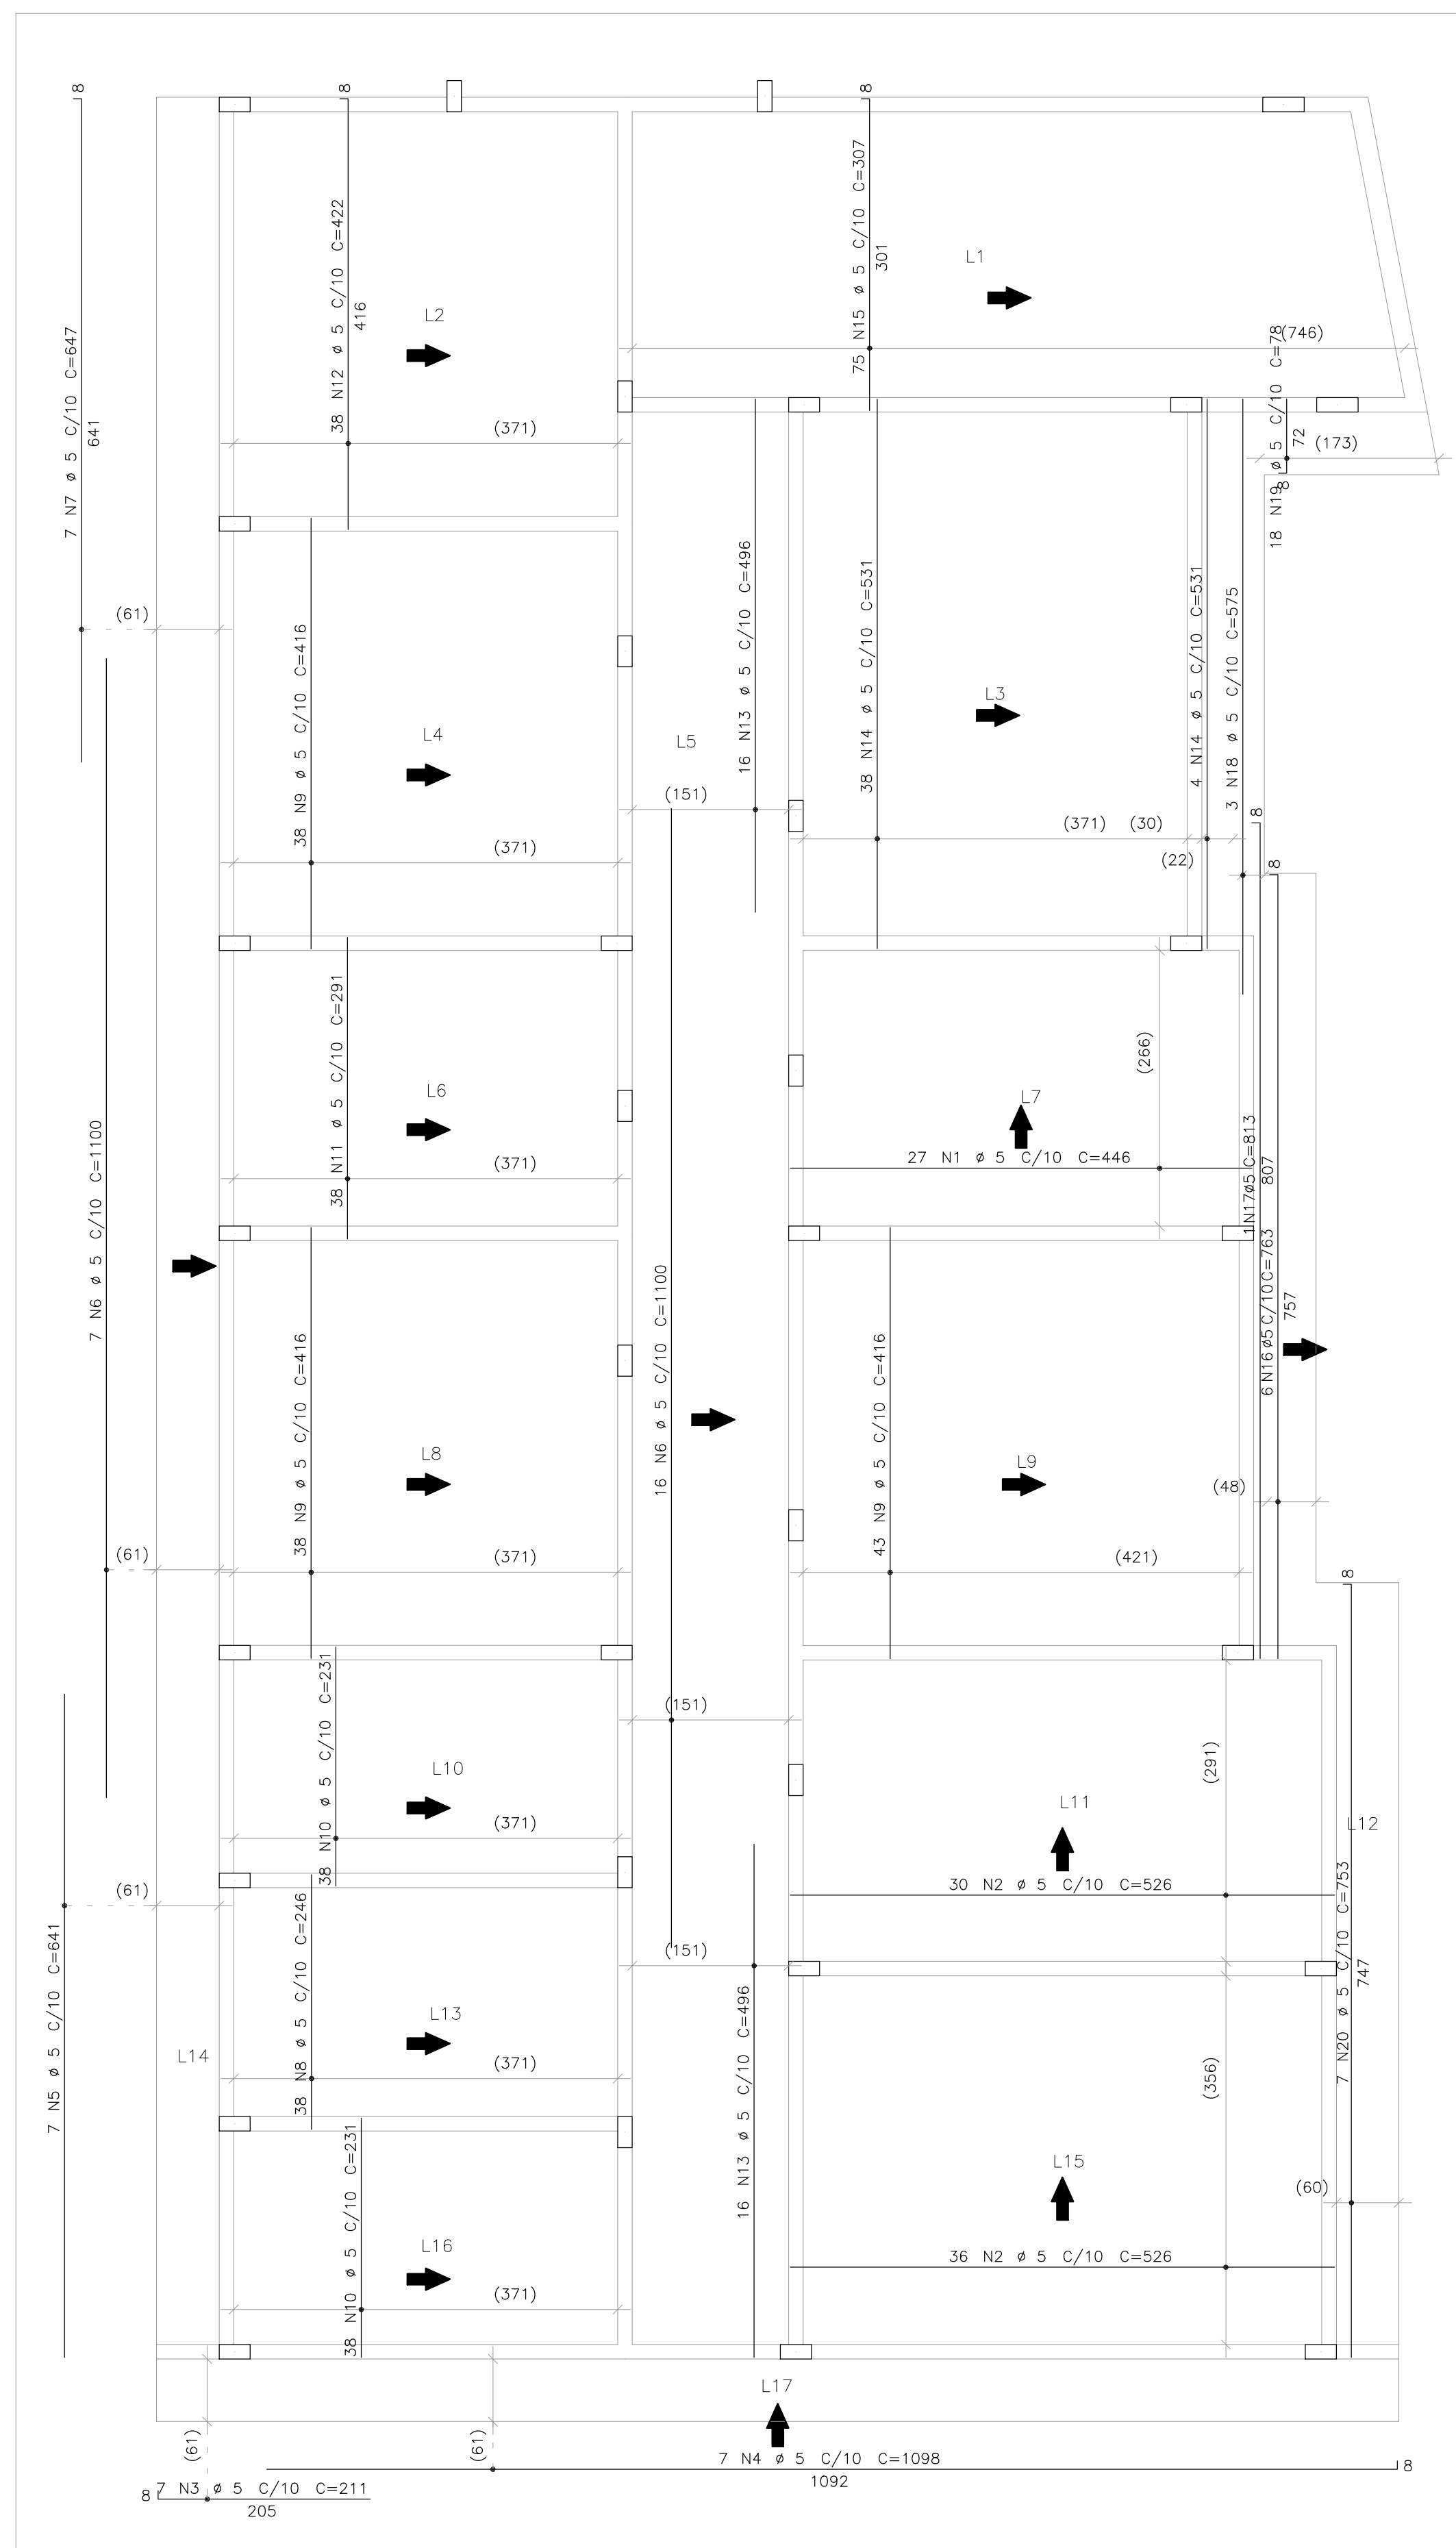 8
8
8
7 N7 ø 5 C/10 C=647
641
38 N12 ø 5 C/10 C=422
416
L2
75 N15 ø 5 C/10 C=307
301
L1
(746)
18 N19 ø 5 C/10 C=78
72
8
(173)
(371)
(61)
38 N9 ø 5 C/10 C=416
L4
(371)
L5
(151)
16 N13 ø 5 C/10 C=496
38 N14 ø 5 C/10 C=531
L3
(371)
(30)
(22)
4 N14 ø 5 C/10 C=531
3 N18 ø 5 C/10 C=575
8
8
7 N6 ø 5 C/10 C=1100
38 N11 ø 5 C/10 C=291
L6
(371)
(266)
L7
27 N1 ø 5 C/10 C=446
1N17ø5C=813
807
6N16ø5C/10C=763
757
16 N6 ø 5 C/10 C=1100
38 N9 ø 5 C/10 C=416
L8
(371)
(61)
43 N9 ø 5 C/10 C=416
L9
(421)
(48)
8
38 N10 ø 5 C/10 C=231
L10
(371)
(151)
(291)
L11
30 N2 ø 5 C/10 C=526
L12
7 N20 ø 5 C/10 C=753
747
(61)
7 N5 ø 5 C/10 C=641
L14
38 N8 ø 5 C/10 C=246
L13
(371)
(151)
16 N13 ø 5 C/10 C=496
(356)
L15
36 N2 ø 5 C/10 C=526
(60)
38 N10 ø 5 C/10 C=231
L16
(371)
L17
(61)
(61)
7 N4 ø 5 C/10 C=1098
8
1092
8
7 N3 ø 5 C/10 C=211
205